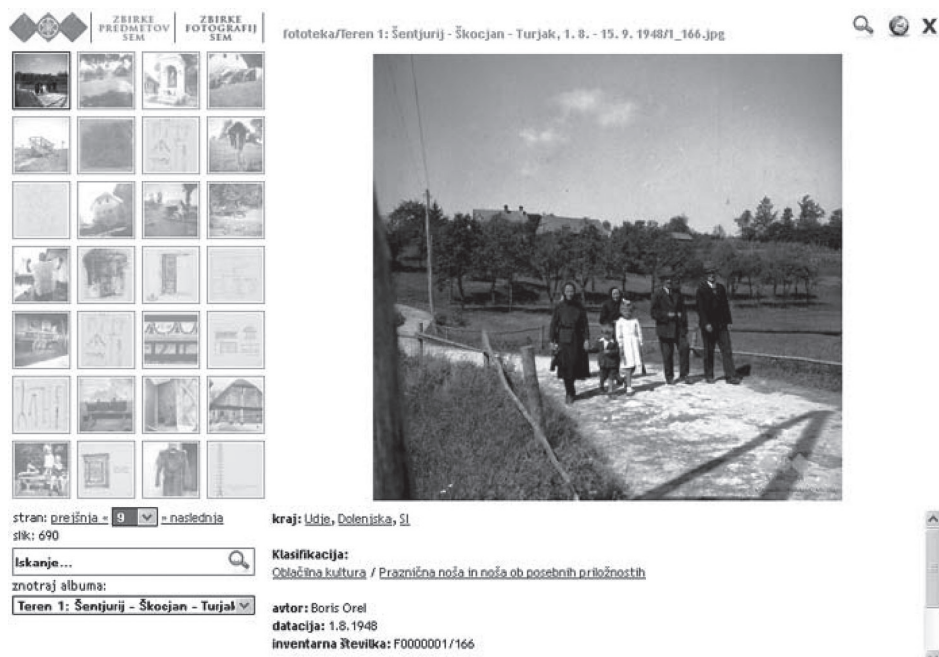 ZBIRKE
PREDMETOV
SEM
ZBIRKE
FOTOGRAFIJ
SEM
fototeka/Teren 1: Šentjurij - Škocjan - Turjak, 1. 8. - 15. 9. 1948/1_166.jpg
X
stran: prejšnja « 9 » naslednja
slik: 690
Iskanje...
znotraj albuma:
Teren 1: Šentjurij - Škocjan - Turjak
kraj: Udje, Dolenjska, SI
Klasifikacija:
Oblačilna kultura / Praznična noša in noša ob posebnih priložnostih
avtor: Boris Orel
datacija: 1.8.1948
inventarna številka: F0000001/166